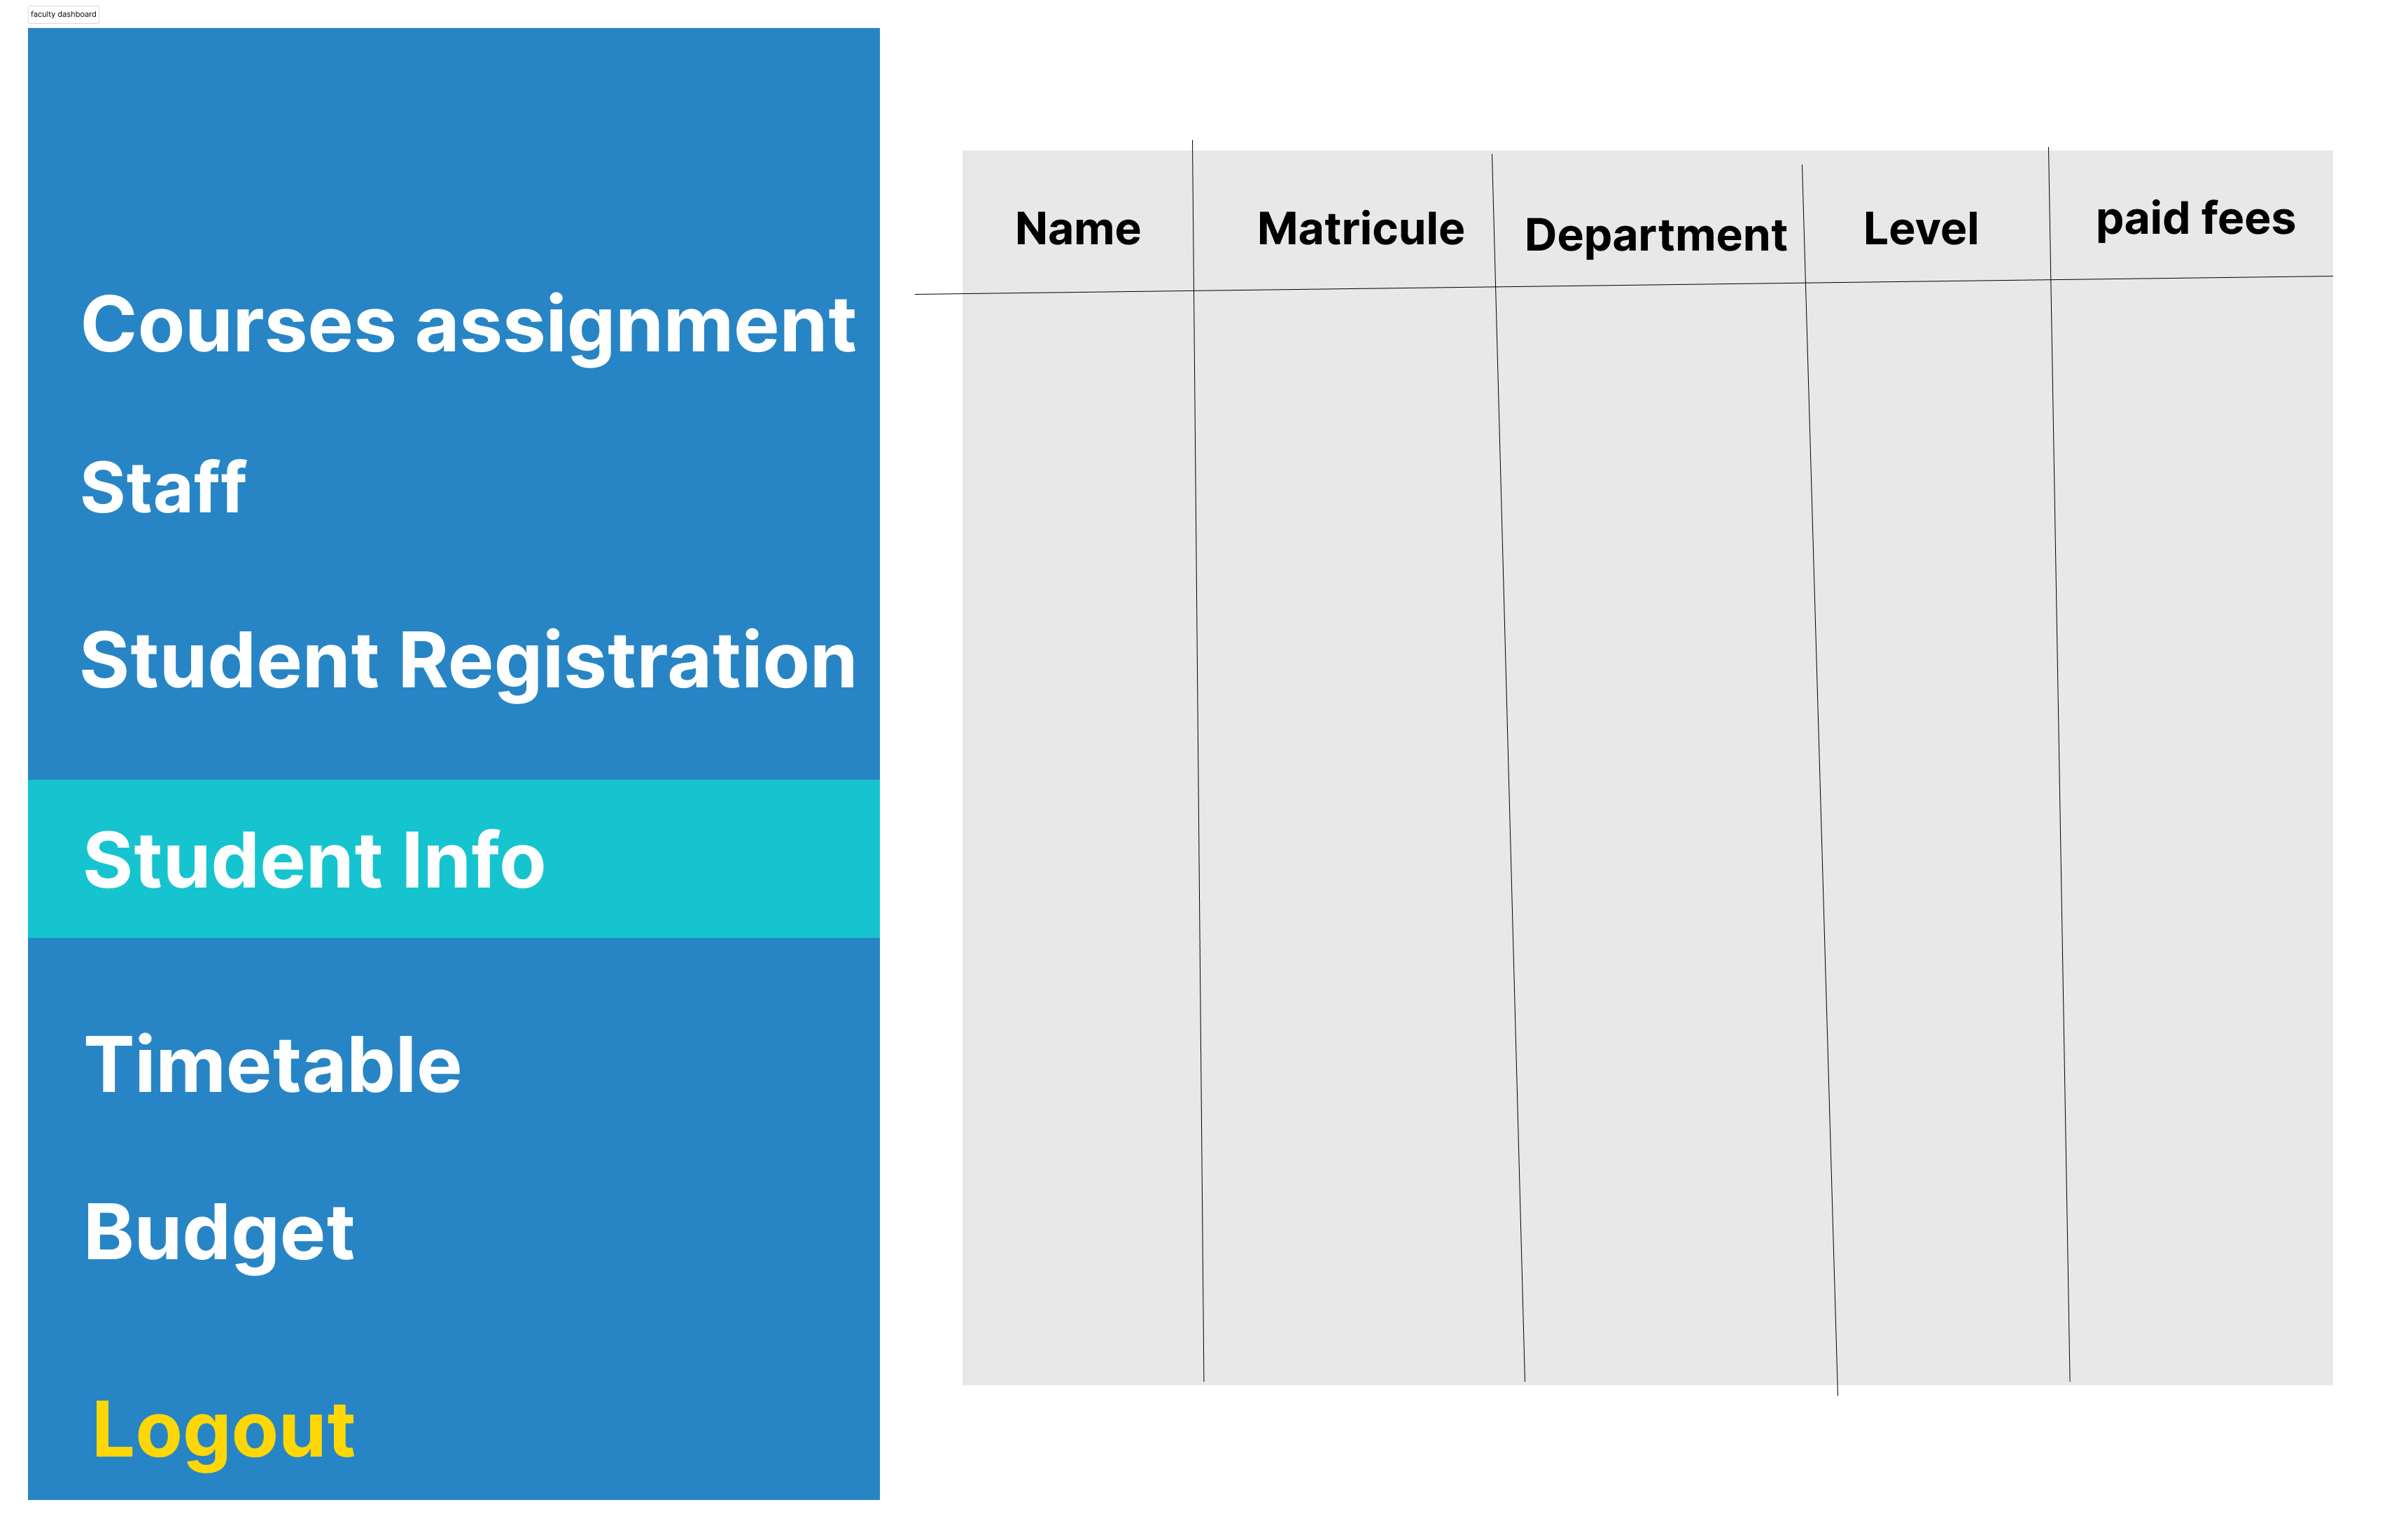 faculty dashboard
Courses assignment
Staff
Student Registration
Student Info
Timetable
Budget
Logout
Name
Matricule
Department
Level
paid fees